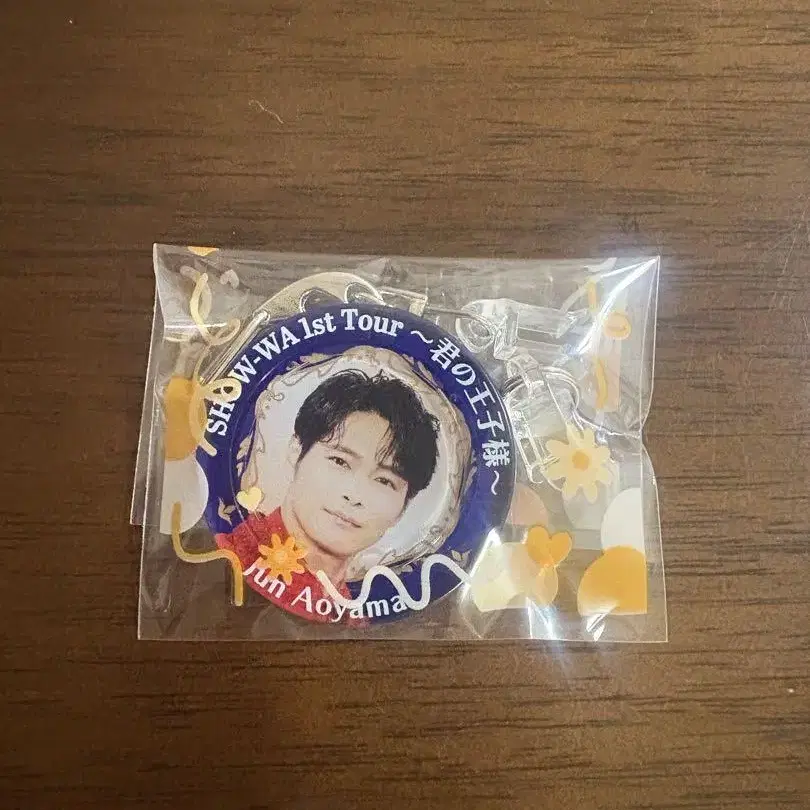 SHOW-WA 1st Tour ～君の王子様～
Jun Aoyama